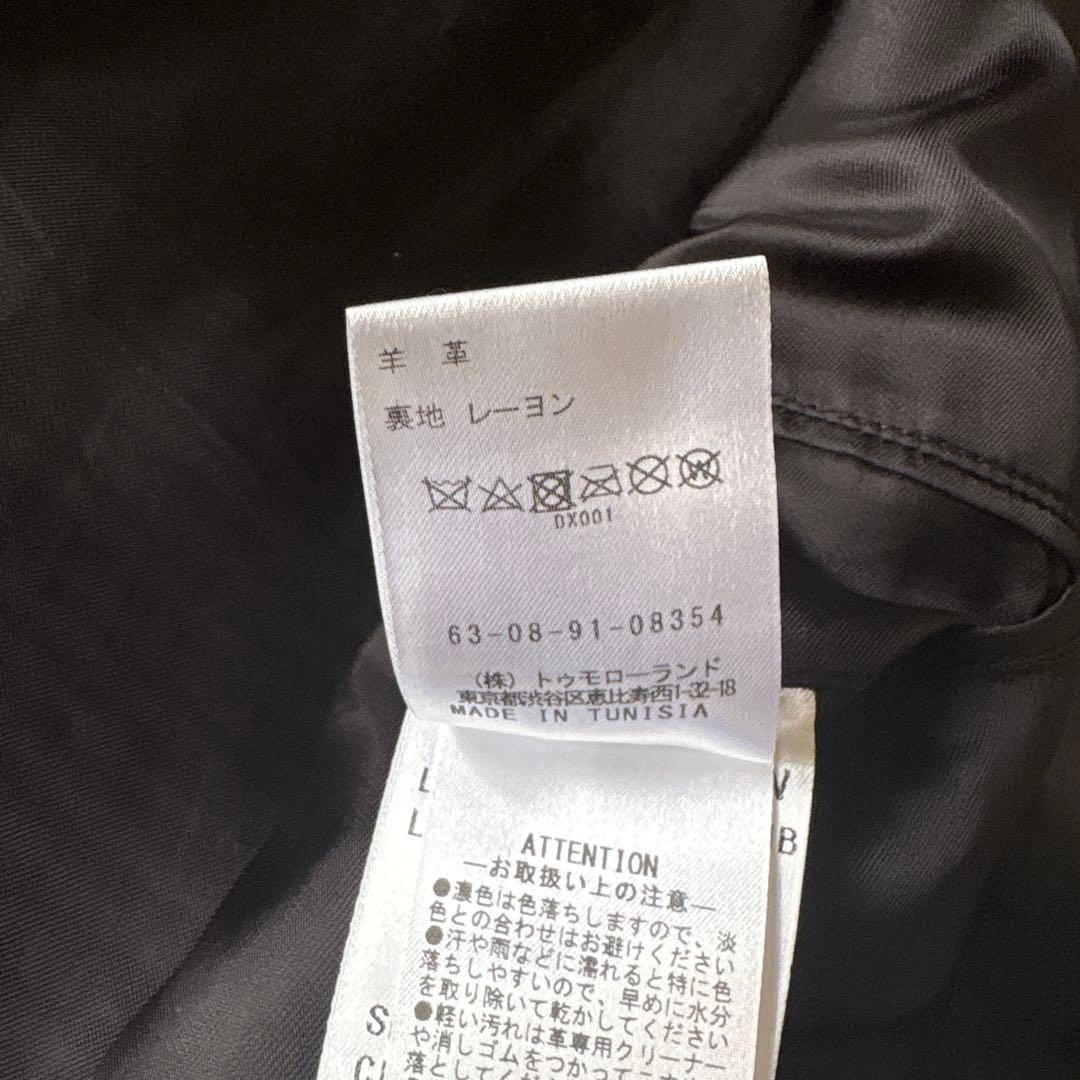 羊 革
裏地 レーヨン
DX001
63-08-91-08354
(株) トゥモローランド
東京都渋谷区恵比寿西1-32-18
MADE IN TUNISIA
L
L
B
ATTENTION
―お取扱い上の注意―
●濃色は色落ちしますので、淡
色との合わせはお避けください
●汗や雨などに濡れると特に色
落ちしやすいので、早めに水分
を取り除いて乾かしてください
●軽い汚れは革専用クリーナー
や消しゴムをつかって
落としてくだ
S